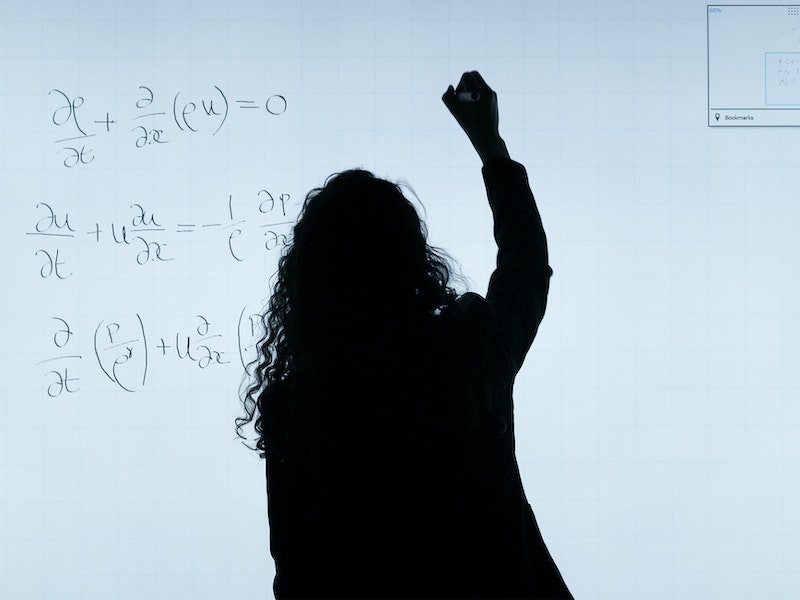 ∂ρ/∂t + ∂/∂x (ρu) = 0
∂u/∂t + u ∂u/∂x = - 1/ρ ∂p/∂x
∂/∂t (p/ρ^γ) + u ∂/∂x (p
Bookmarks